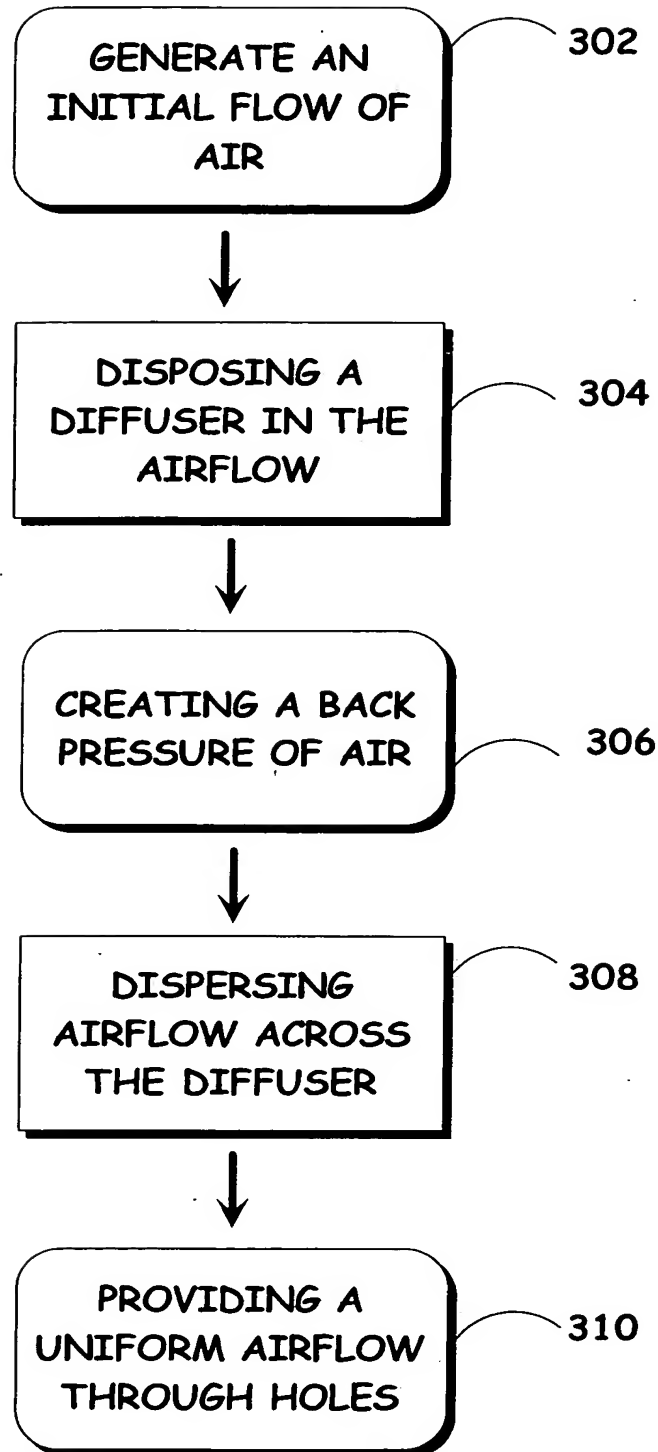 GENERATE AN
INITIAL FLOW OF
AIR
302
DISPOSING A
DIFFUSER IN THE
AIRFLOW
304
CREATING A BACK
PRESSURE OF AIR
306
DISPERSING
AIRFLOW ACROSS
THE DIFFUSER
308
PROVIDING A
UNIFORM AIRFLOW
THROUGH HOLES
310